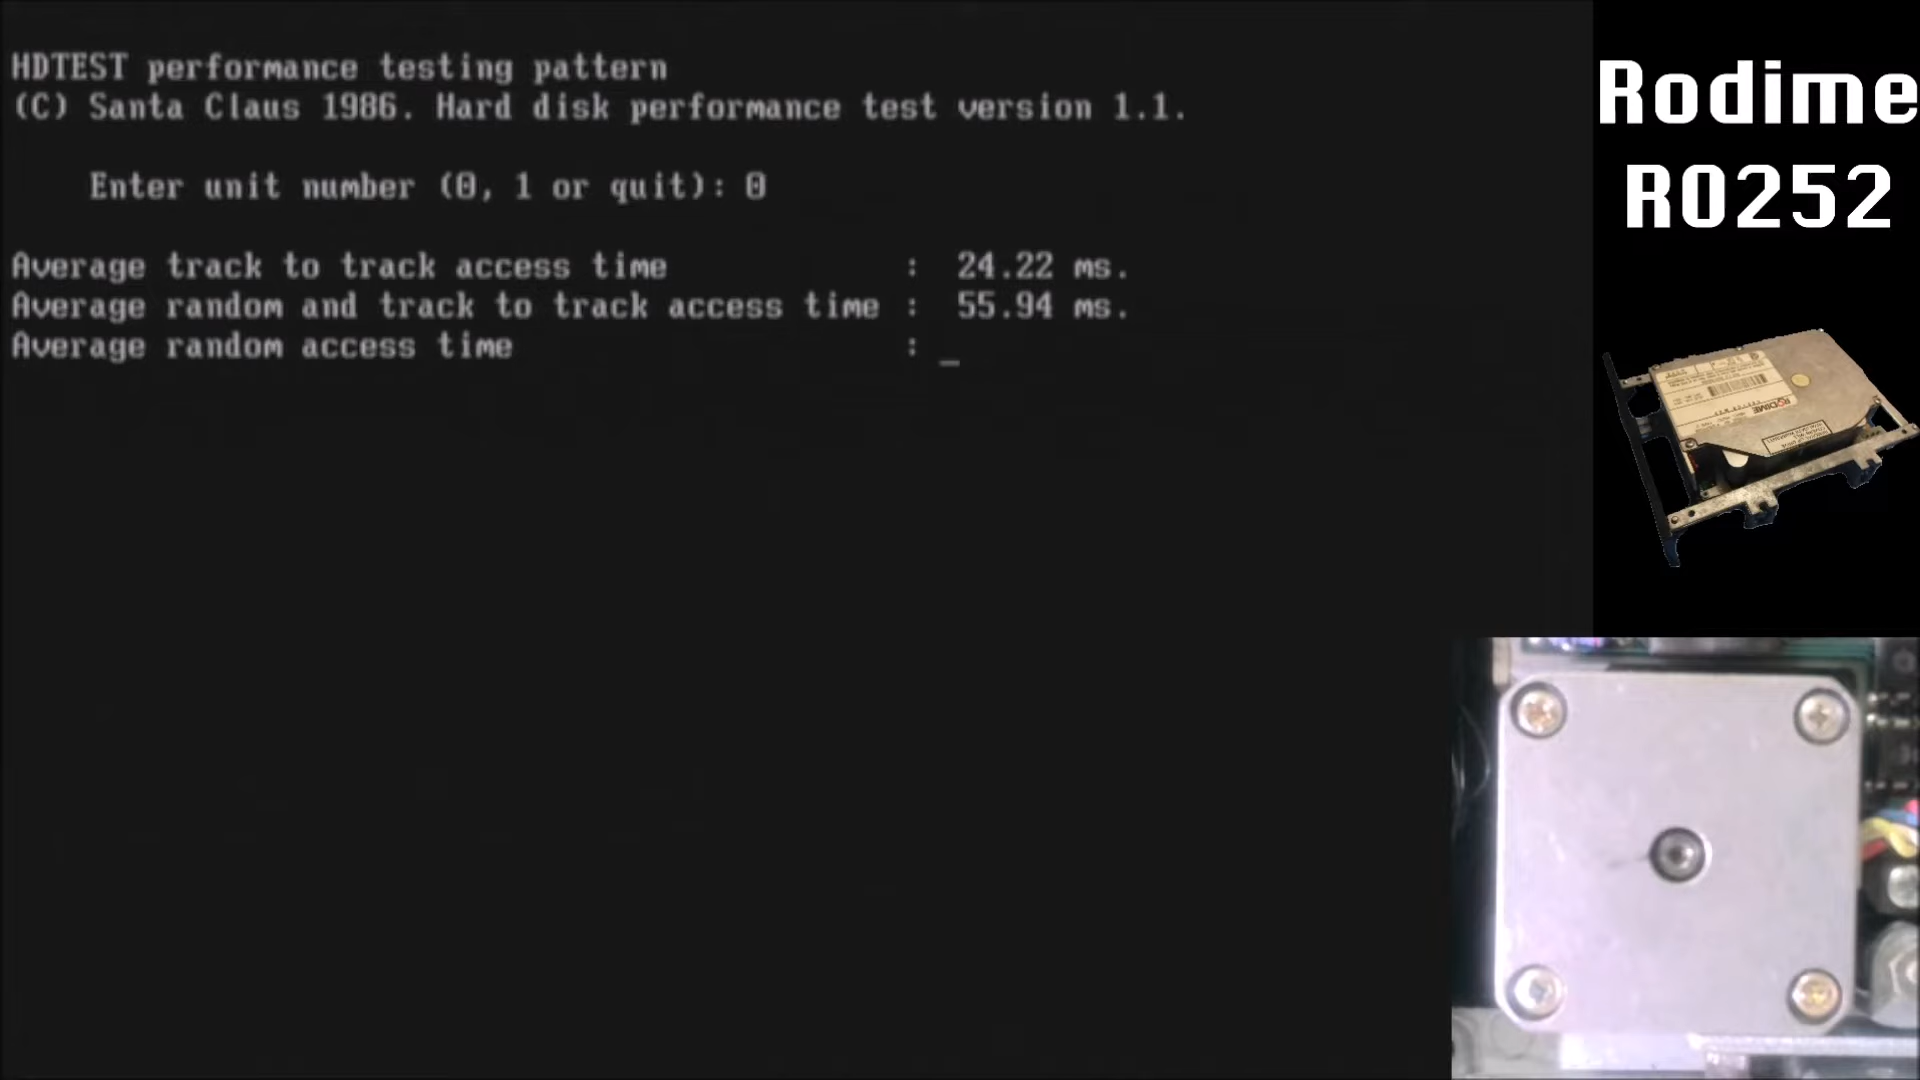 HDTEST performance testing pattern
(C) Santa Claus 1986. Hard disk performance test version 1.1.
Enter unit number (0, 1 or quit): 0
Average track to track access time : 24.22 ms.
Average random and track to track access time : 55.94 ms.
Average random access time : _
Rodime
RO252
RODIME